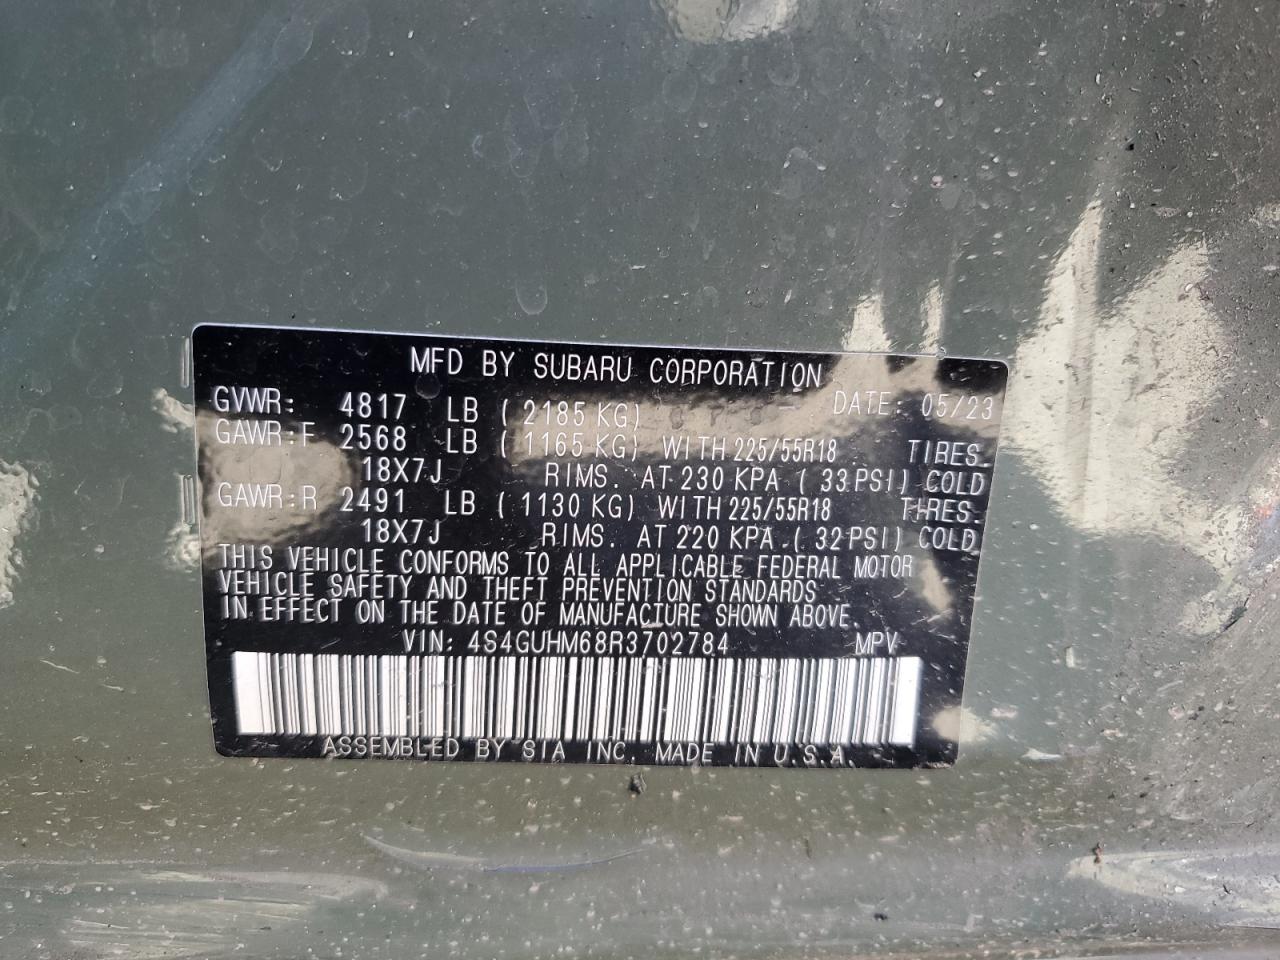 MFD BY SUBARU CORPORATION
GVWR: 4817 LB (2185 KG) DATE: 05/23
GAWR:F 2568 LB (1165 KG) WITH 225/55R18 TIRES.
18X7J RIMS. AT 230 KPA (33 PSI) COLD
GAWR:R 2491 LB (1130 KG) WITH 225/55R18 TIRES.
18X7J RIMS. AT 220 KPA (32 PSI) COLD
THIS VEHICLE CONFORMS TO ALL APPLICABLE FEDERAL MOTOR
VEHICLE SAFETY AND THEFT PREVENTION STANDARDS
IN EFFECT ON THE DATE OF MANUFACTURE SHOWN ABOVE.
VIN: 4S4GUHM68R3702784 MPV
ASSEMBLED BY SIA INC. MADE IN U.S.A.